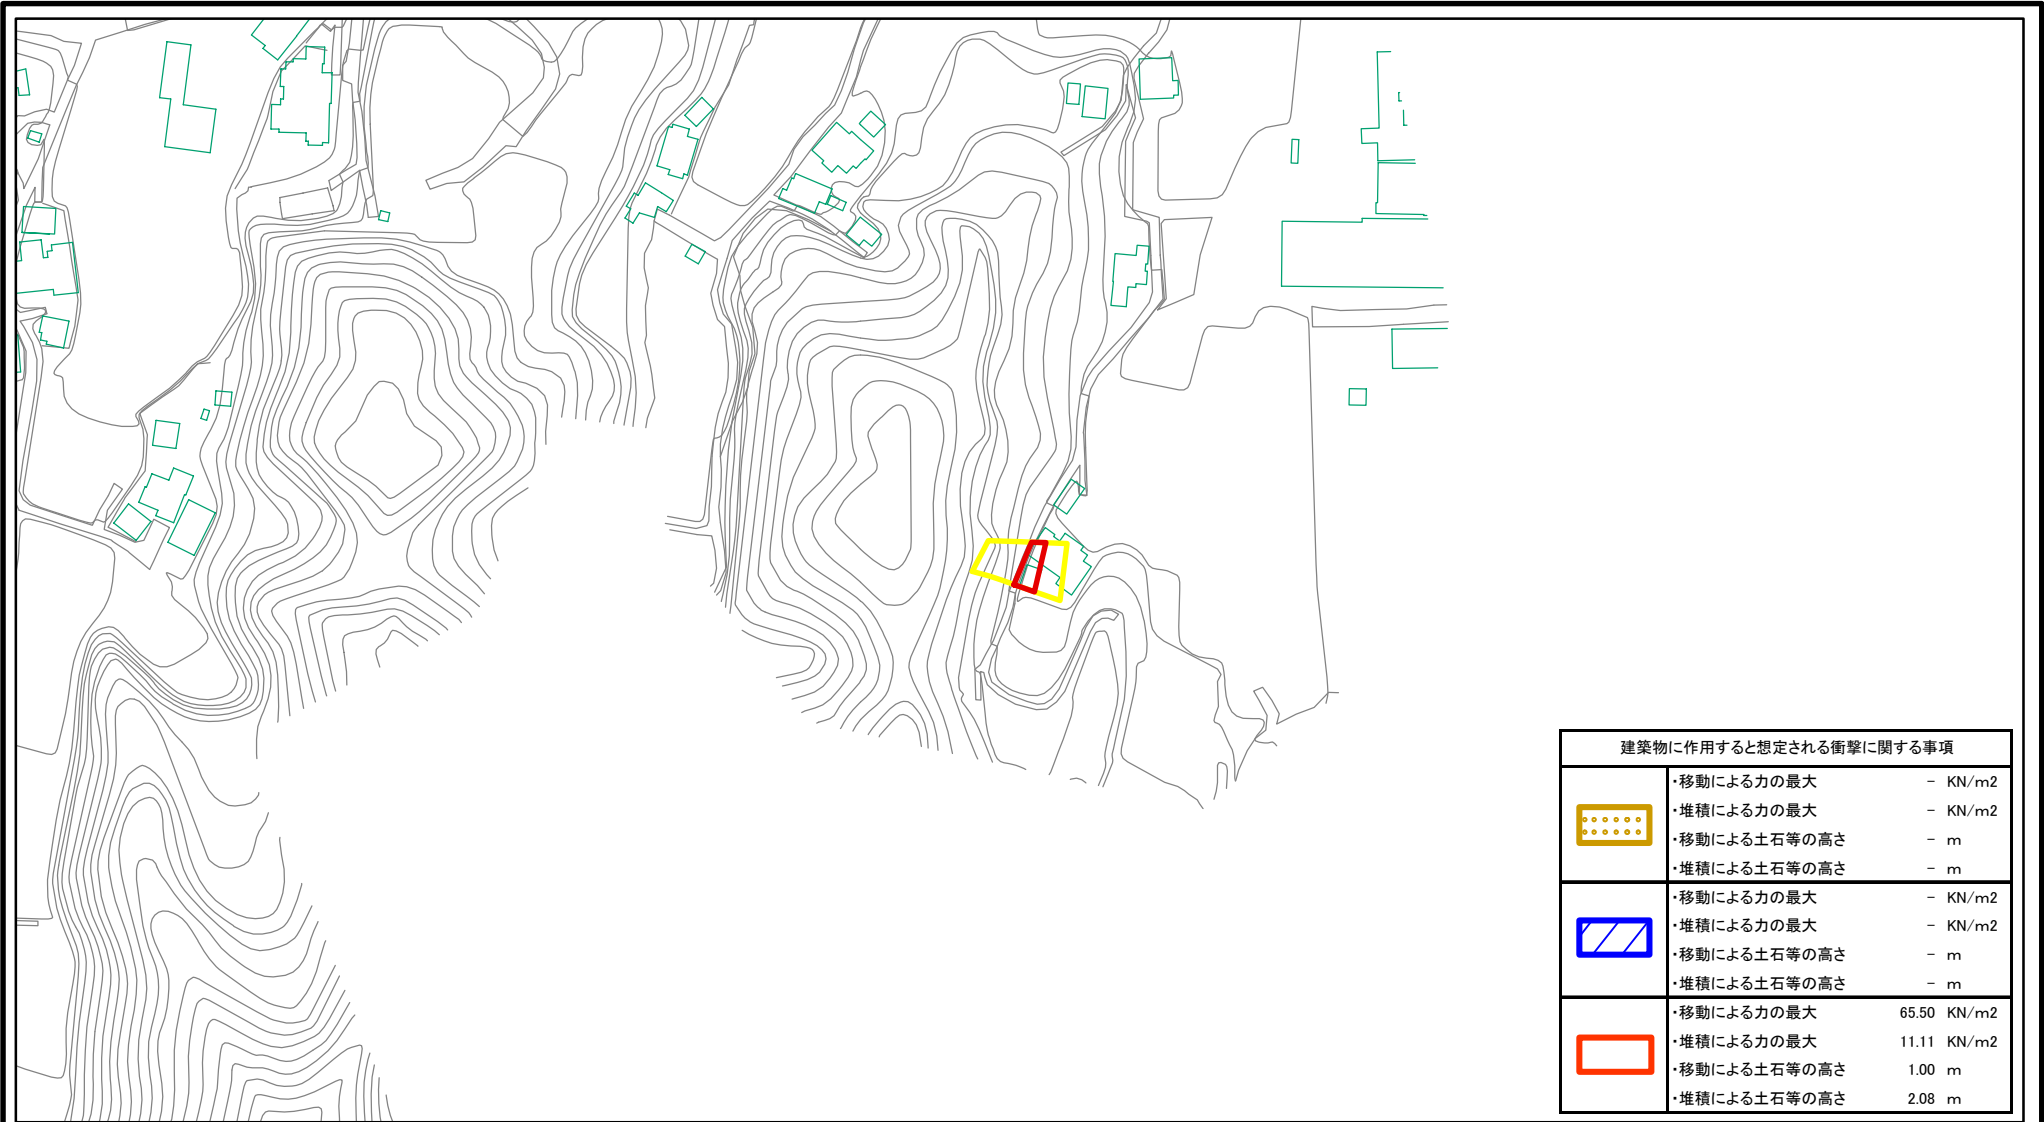 建築物に作用すると想定される衝撃に関する事項
・移動による力の最大 － KN/m2
・堆積による力の最大 － KN/m2
・移動による土石等の高さ － m
・堆積による土石等の高さ － m
・移動による力の最大 － KN/m2
・堆積による力の最大 － KN/m2
・移動による土石等の高さ － m
・堆積による土石等の高さ － m
・移動による力の最大 65.50 KN/m2
・堆積による力の最大 11.11 KN/m2
・移動による土石等の高さ 1.00 m
・堆積による土石等の高さ 2.08 m